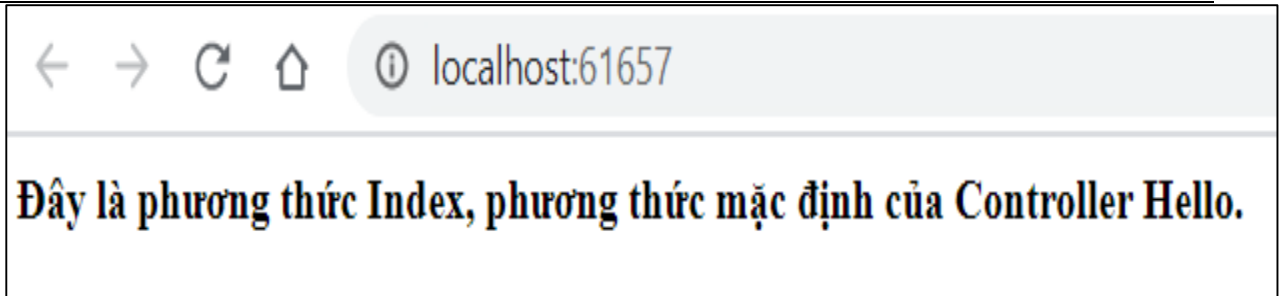 localhost:61657
Đây là phương thức Index, phương thức mặc định của Controller Hello.